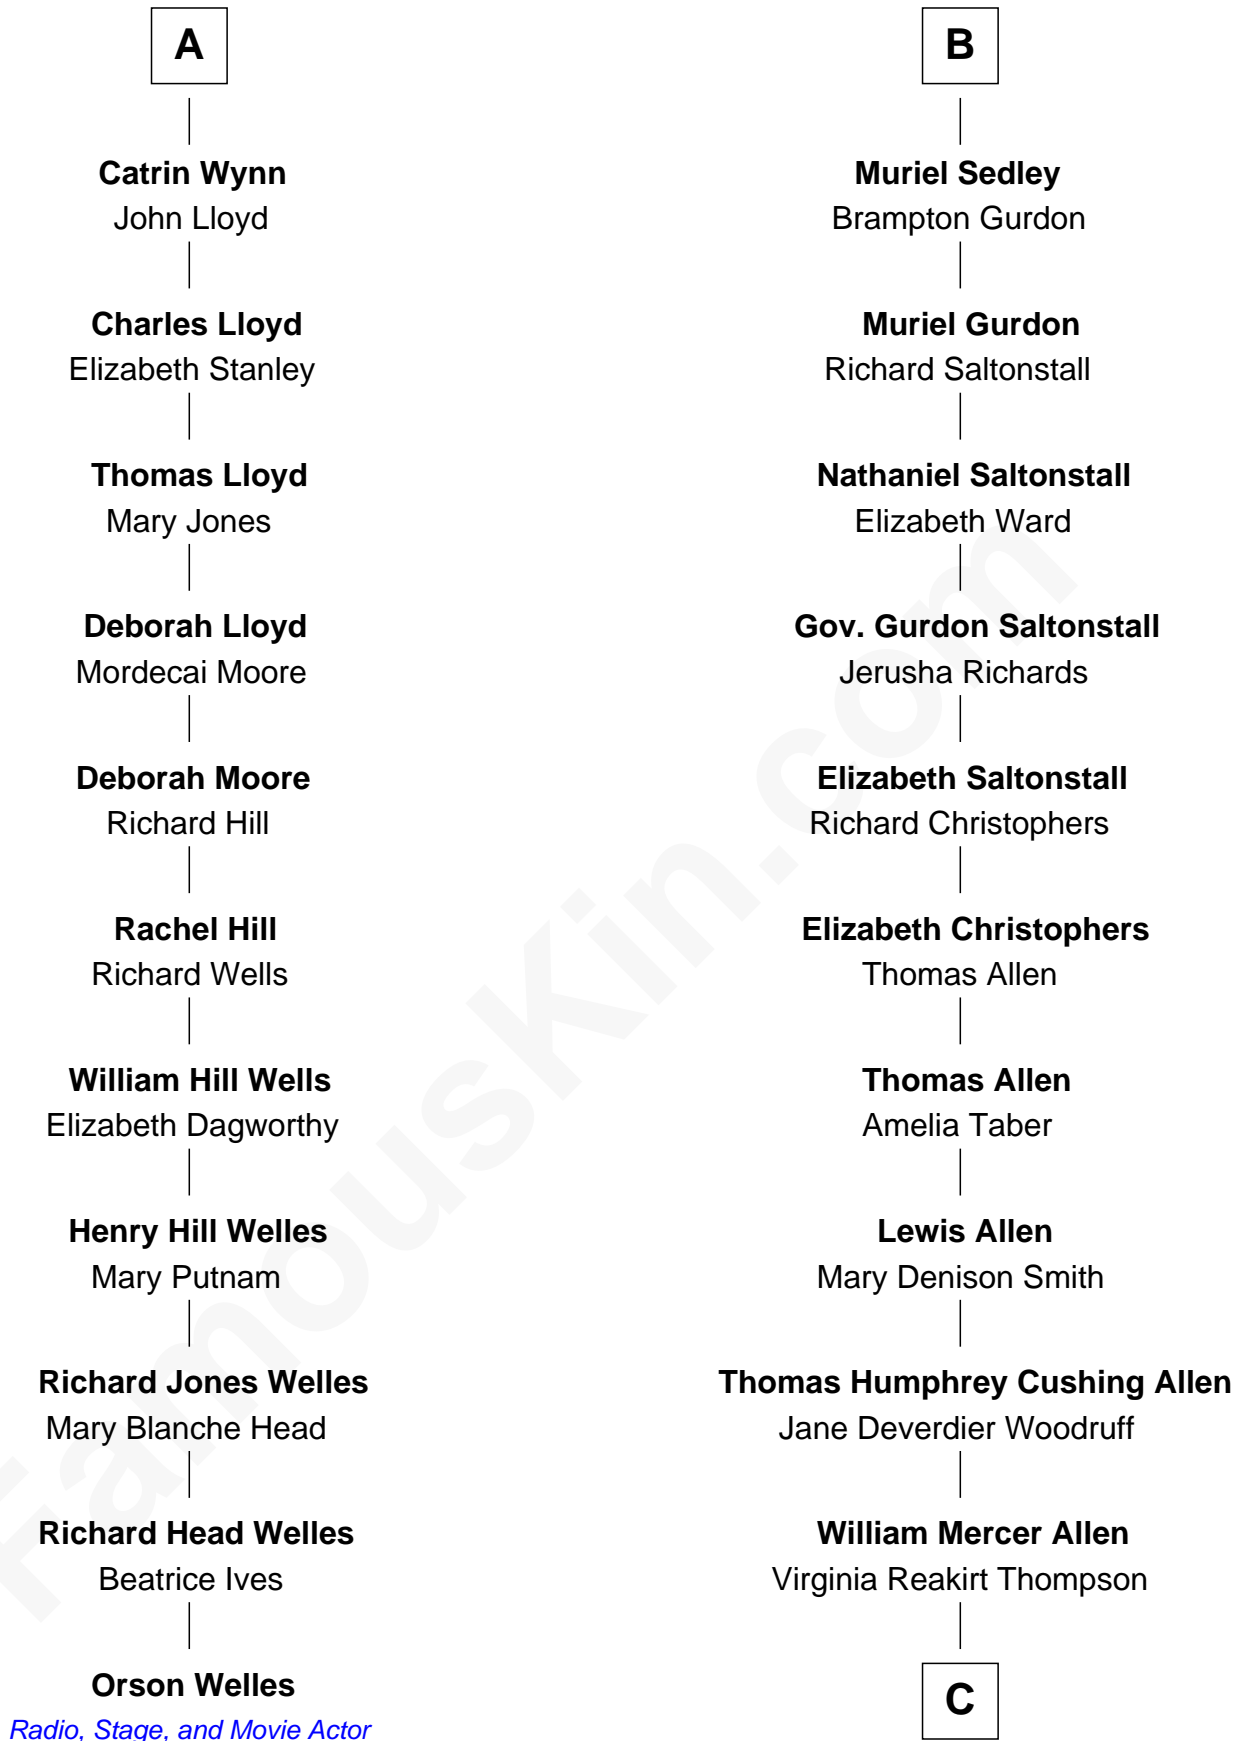 A
Catrin Wynn
John Lloyd
Charles Lloyd
Elizabeth Stanley
Thomas Lloyd
Mary Jones
Deborah Lloyd
Mordecai Moore
Deborah Moore
Richard Hill
Rachel Hill
Richard Wells
William Hill Wells
Elizabeth Dagworthy
Henry Hill Welles
Mary Putnam
Richard Jones Welles
Mary Blanche Head
Richard Head Welles
Beatrice Ives
Orson Welles
Radio, Stage, and Movie Actor
B
Muriel Sedley
Brampton Gurdon
Muriel Gurdon
Richard Saltonstall
Nathaniel Saltonstall
Elizabeth Ward
Gov. Gurdon Saltonstall
Jerusha Richards
Elizabeth Saltonstall
Richard Christophers
Elizabeth Christophers
Thomas Allen
Thomas Allen
Amelia Taber
Lewis Allen
Mary Denison Smith
Thomas Humphrey Cushing Allen
Jane Deverdier Woodruff
William Mercer Allen
Virginia Reakirt Thompson
C
FamousKin.com